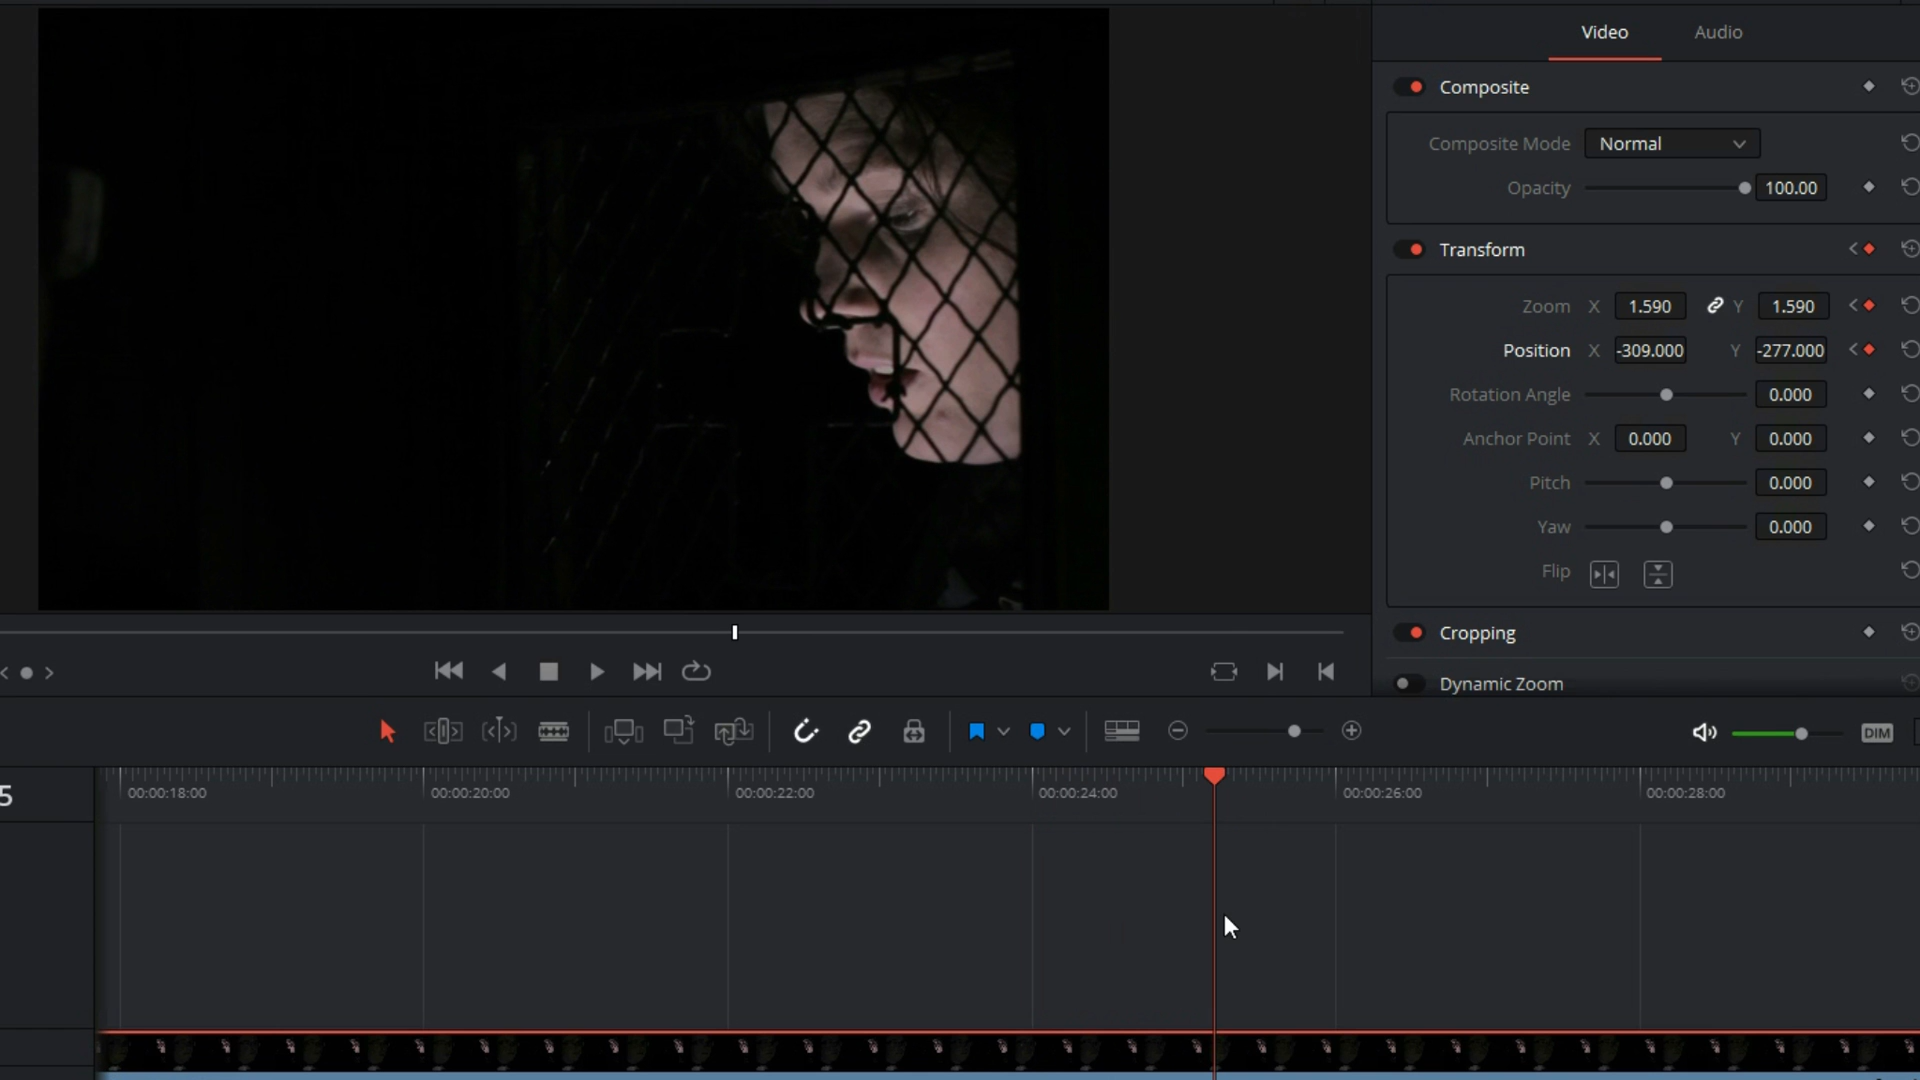 Video Audio
Composite
Composite Mode Normal
Opacity 100.00
Transform
Zoom X 1.590 Y 1.590
Position X -309.000 Y -277.000
Rotation Angle 0.000
Anchor Point X 0.000 Y 0.000
Pitch 0.000
Yaw 0.000
Flip
Cropping
Dynamic Zoom
DIM
5
00:00:18:00 00:00:20:00 00:00:22:00 00:00:24:00 00:00:26:00 00:00:28:00